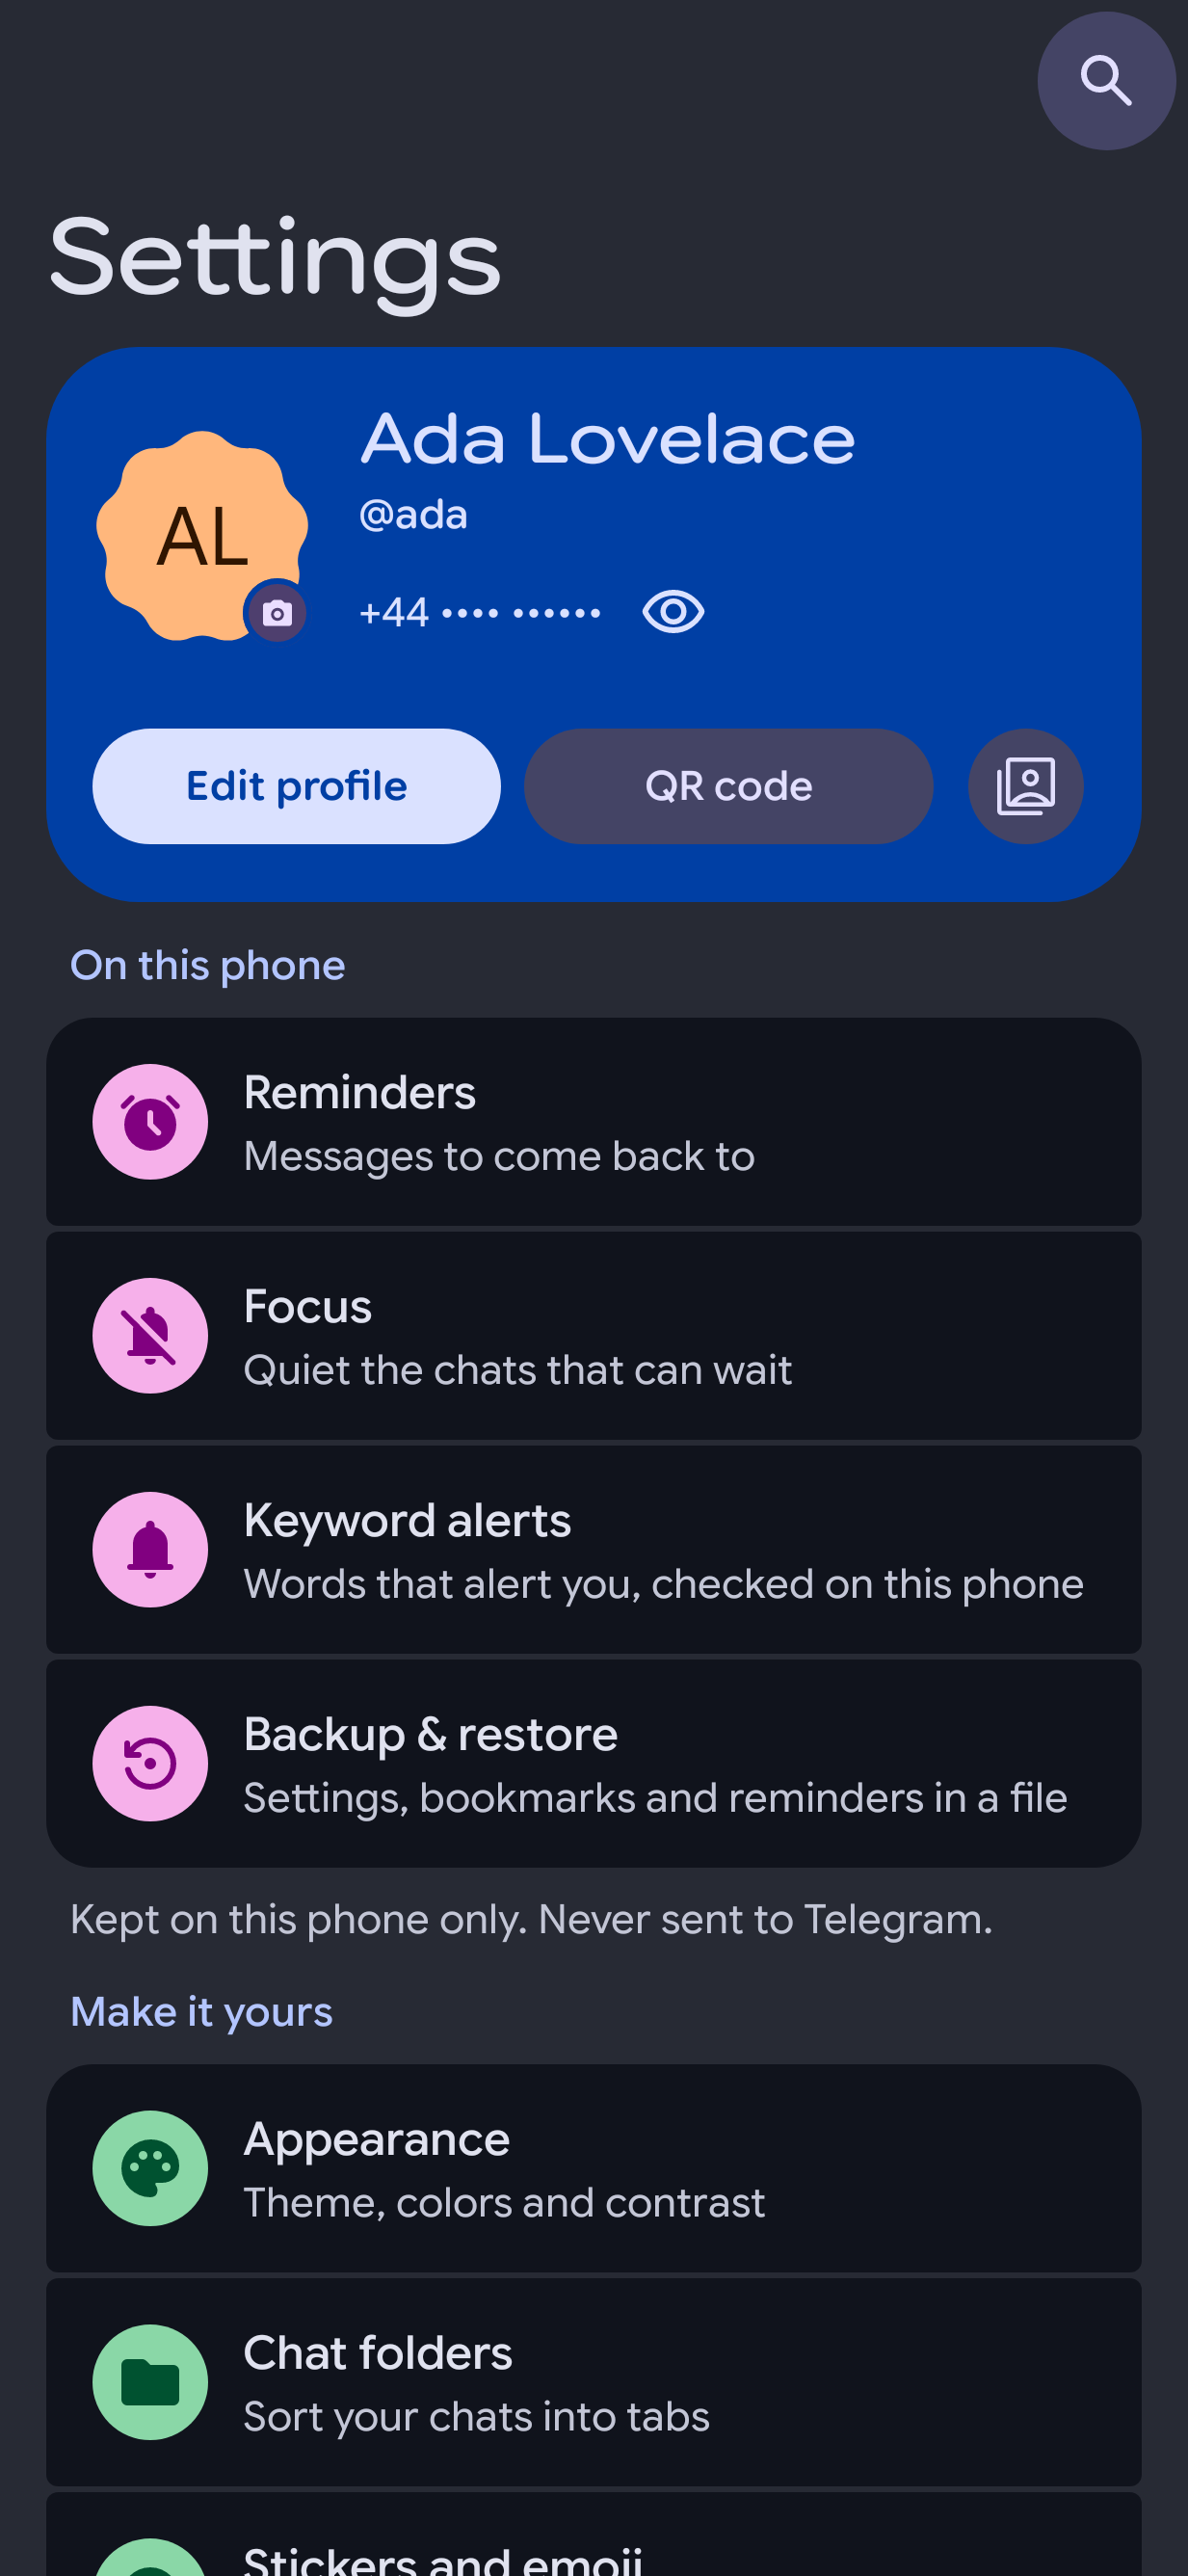 Settings
Ada Lovelace
AL
@ada
+44 •••• ••••••
Edit profile
QR code
On this phone
Reminders
Messages to come back to
Focus
Quiet the chats that can wait
Keyword alerts
Words that alert you, checked on this phone
Backup & restore
Settings, bookmarks and reminders in a file
Kept on this phone only. Never sent to Telegram.
Make it yours
Appearance
Theme, colors and contrast
Chat folders
Sort your chats into tabs
Stickers and emoji